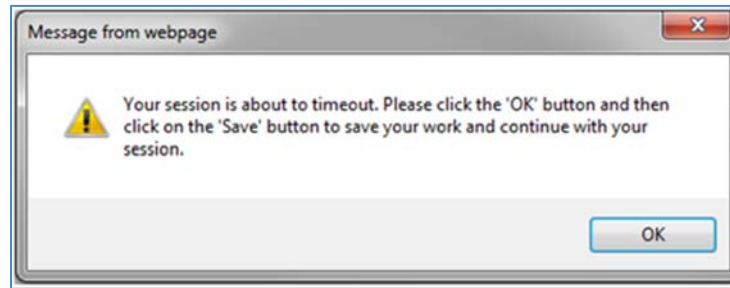 Message from webpage
Your session is about to timeout. Please click the 'OK' button and then
click on the 'Save' button to save your work and continue with your
session.
OK